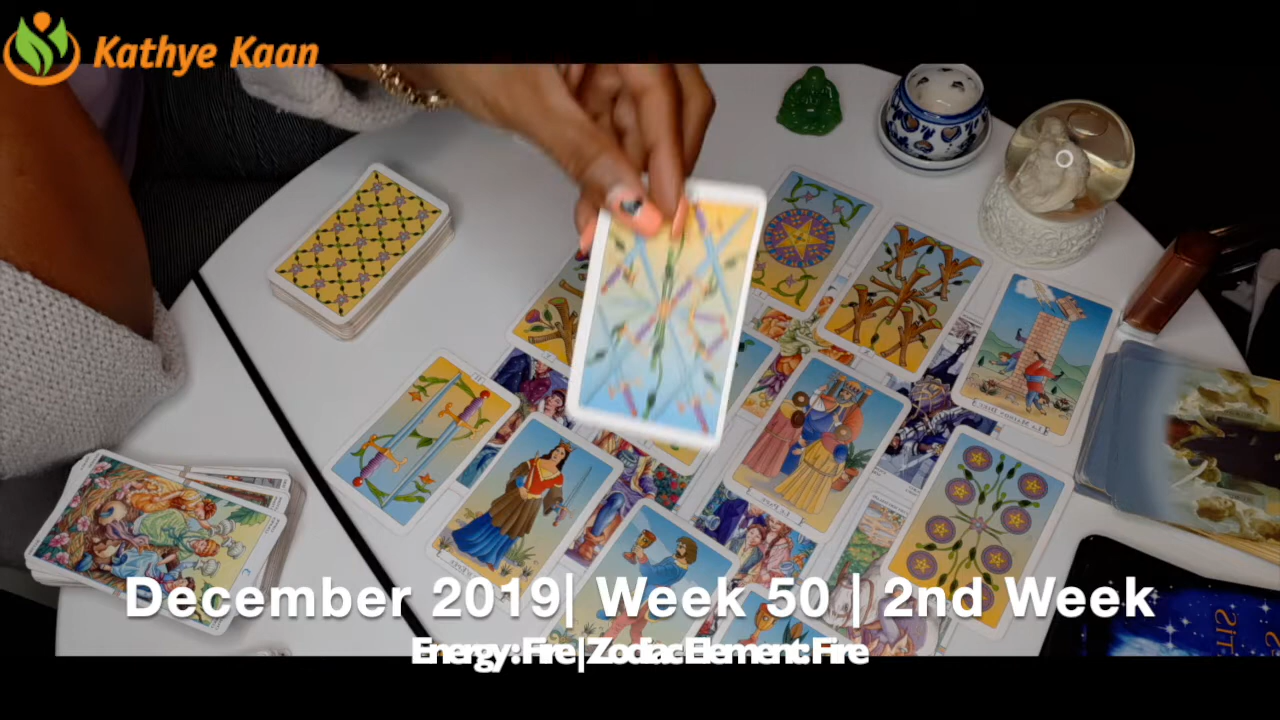 Kathye Kaan
December 2019| Week 50 | 2nd Week
Energy: Fire | Zodiac Element: Fire